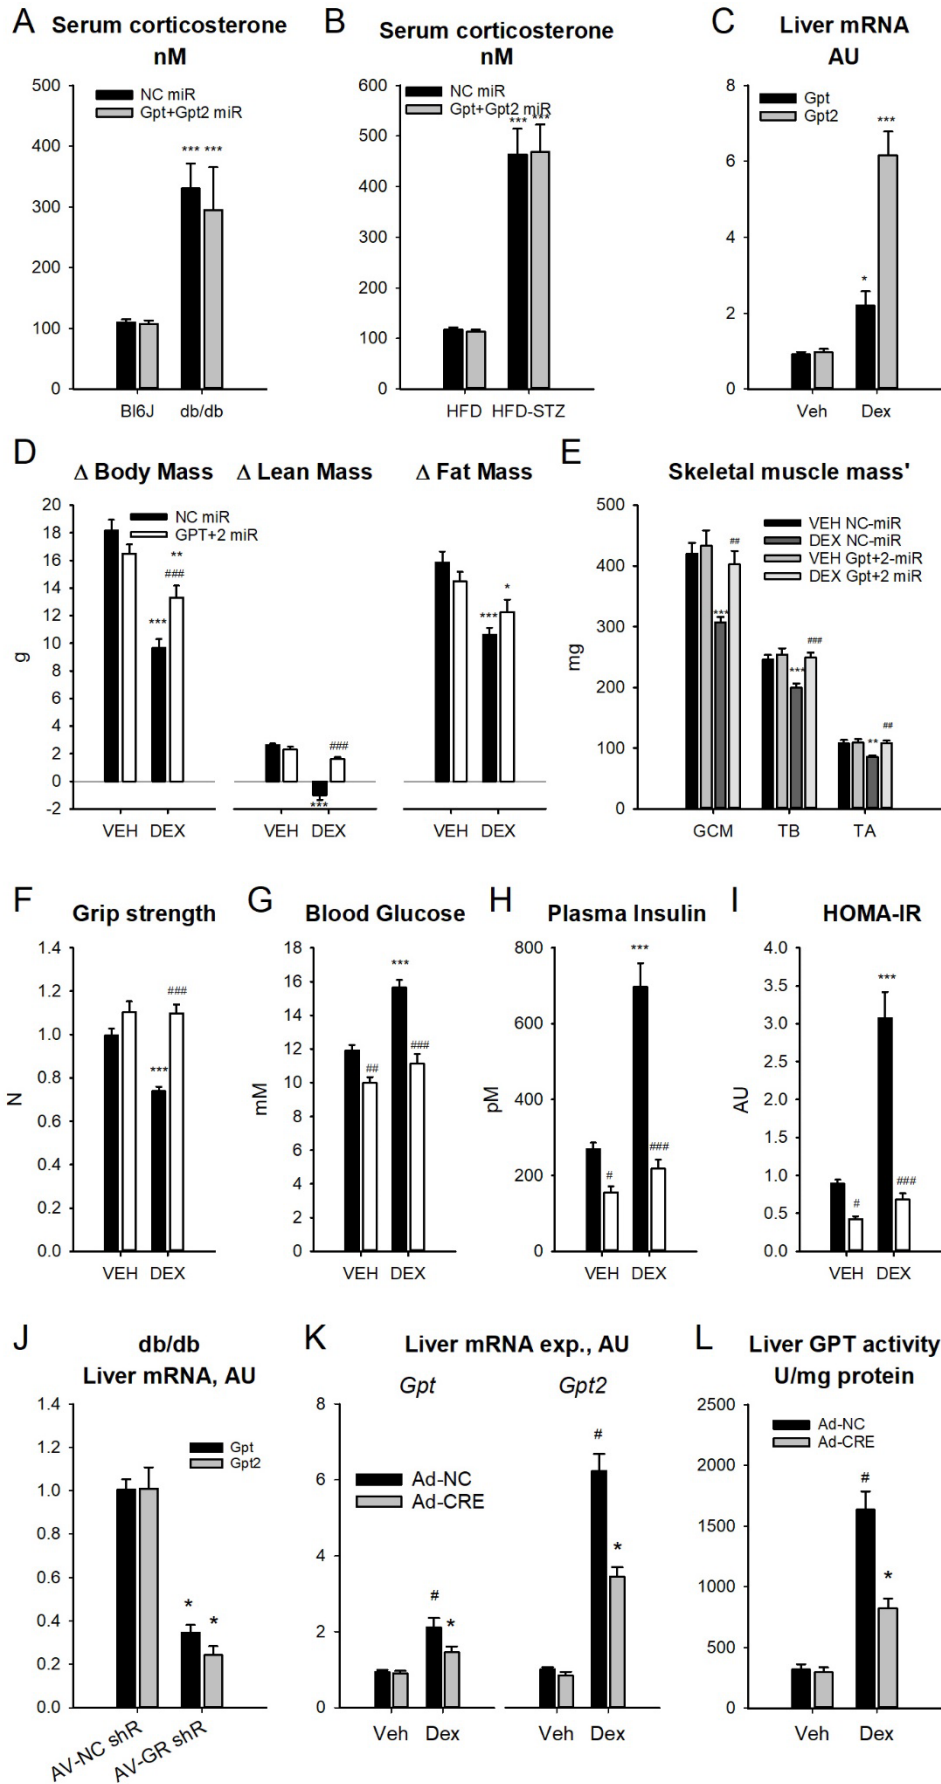 A Serum corticosterone
nM
500
400
300
200
100
0
NC miR
Gpt+Gpt2 miR
*** ***
Bl6J db/db
B Serum corticosterone
nM
600
500
400
300
200
100
0
NC miR
Gpt+Gpt2 miR
*** ***
HFD HFD-STZ
C Liver mRNA
AU
8
6
4
2
0
Gpt
Gpt2
***
*
Veh Dex
D Δ Body Mass Δ Lean Mass Δ Fat Mass
g
20
18
16
14
12
10
8
6
4
2
0
-2
NC miR
GPT+2 miR
**
###
***
###
***
*
***
VEH DEX VEH DEX VEH DEX
E Skeletal muscle mass'
mg
500
400
300
200
100
0
VEH NC-miR
DEX NC-miR
VEH Gpt+2-miR
DEX Gpt+2 miR
##
***
###
***
##
**
GCM TB TA
F Grip strength
N
1.4
1.2
1.0
0.8
0.6
0.4
0.2
0.0
###
***
VEH DEX
G Blood Glucose
mM
18
16
14
12
10
8
6
4
2
0
***
###
##
VEH DEX
H Plasma Insulin
pM
800
600
400
200
0
***
###
#
VEH DEX
I HOMA-IR
AU
4.0
3.5
3.0
2.5
2.0
1.5
1.0
0.5
0.0
***
###
#
VEH DEX
J db/db
Liver mRNA, AU
1.4
1.2
1.0
0.8
0.6
0.4
0.2
0.0
Gpt
Gpt2
* *
AV-NC shR
AV-GR shR
K Liver mRNA exp., AU
Gpt Gpt2
8
6
4
2
0
Ad-NC
Ad-CRE
#
*
#
*
Veh Dex Veh Dex
L Liver GPT activity
U/mg protein
2500
2000
1500
1000
500
0
Ad-NC
Ad-CRE
#
*
Veh Dex